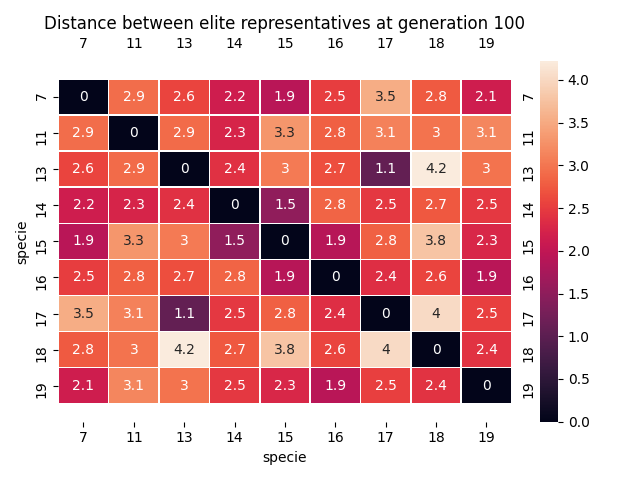 Distance between elite representatives at generation 100
7 11 13 14 15 16 17 18 19
7 0 2.9 2.6 2.2 1.9 2.5 3.5 2.8 2.1 7
11 2.9 0 2.9 2.3 3.3 2.8 3.1 3 3.1 11
13 2.6 2.9 0 2.4 3 2.7 1.1 4.2 3 13
14 2.2 2.3 2.4 0 1.5 2.8 2.5 2.7 2.5 14
15 1.9 3.3 3 1.5 0 1.9 2.8 3.8 2.3 15
16 2.5 2.8 2.7 2.8 1.9 0 2.4 2.6 1.9 16
17 3.5 3.1 1.1 2.5 2.8 2.4 0 4 2.5 17
18 2.8 3 4.2 2.7 3.8 2.6 4 0 2.4 18
19 2.1 3.1 3 2.5 2.3 1.9 2.5 2.4 0 19
specie
7 11 13 14 15 16 17 18 19
specie
4.0
3.5
3.0
2.5
2.0
1.5
1.0
0.5
0.0